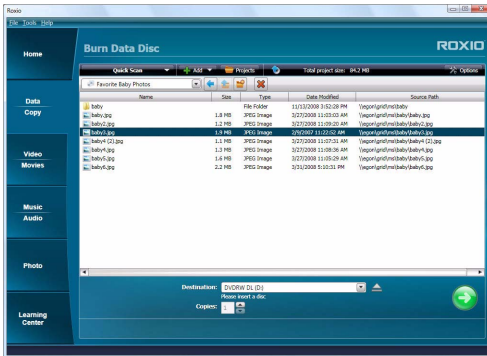 Roxio
File Tools Help
Home
Burn Data Disc
ROXIO
Quick Scan
Add
Projects
Total project size: 84.2 MB
Options
Favorite Baby Photos
Name Size Type Date Modified Source Path
baby File Folder 11/13/2008 3:52:28 PM \\egon\grid\ms\baby
baby.jpg 1.8 MB JPEG Image 3/27/2008 11:03:03 AM \\egon\grid\ms\baby\baby.jpg
baby2.jpg 1.2 MB JPEG Image 3/27/2008 11:09:20 AM \\egon\grid\ms\baby\baby2.jpg
baby3.jpg 1.9 MB JPEG Image 2/9/2007 11:22:52 AM \\egon\grid\ms\baby\baby3.jpg
baby4 (2).jpg 1.1 MB JPEG Image 3/27/2008 11:07:31 AM \\egon\grid\ms\baby\baby4 (2).jpg
baby4.jpg 1.3 MB JPEG Image 3/27/2008 11:08:36 AM \\egon\grid\ms\baby\baby4.jpg
baby5.jpg 1.6 MB JPEG Image 3/27/2008 11:05:29 AM \\egon\grid\ms\baby\baby5.jpg
baby6.jpg 2.2 MB JPEG Image 3/31/2008 5:10:31 PM \\egon\grid\ms\baby\baby6.jpg
Data
Copy
Video
Movies
Music
Audio
Photo
Learning
Center
Destination: DVDRW DL (D)
Please insert a disc
Copies: 1